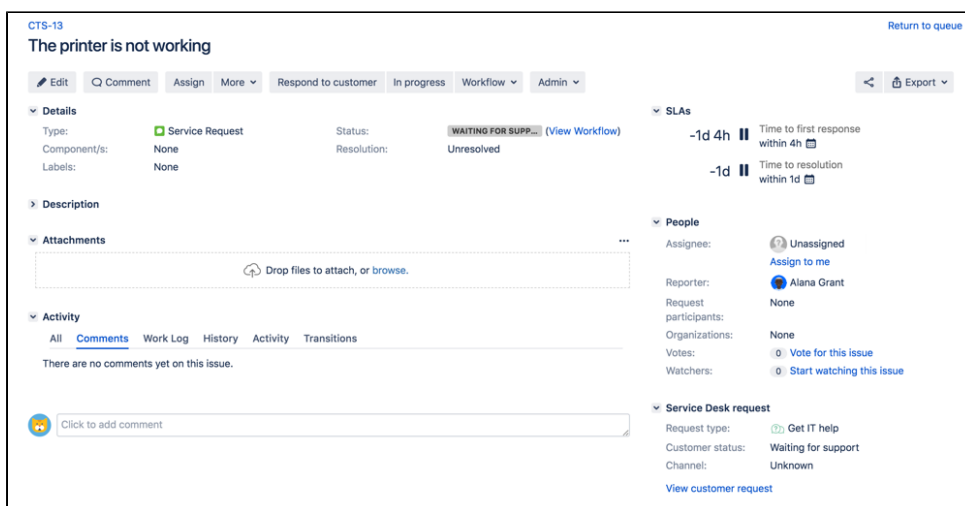 CTS-13
Return to queue
The printer is not working
Edit Comment Assign More Respond to customer In progress Workflow Admin Export
Details
Type: Service Request Status: WAITING FOR SUPP... (View Workflow)
Component/s: None Resolution: Unresolved
Labels: None
Description
Attachments
Drop files to attach, or browse.
Activity
All Comments Work Log History Activity Transitions
There are no comments yet on this issue.
Click to add comment
SLAs
-1d 4h Time to first response
within 4h
-1d Time to resolution
within 1d
People
Assignee: Unassigned
Assign to me
Reporter: Alana Grant
Request None
participants:
Organizations: None
Votes: 0 Vote for this issue
Watchers: 0 Start watching this issue
Service Desk request
Request type: Get IT help
Customer status: Waiting for support
Channel: Unknown
View customer request